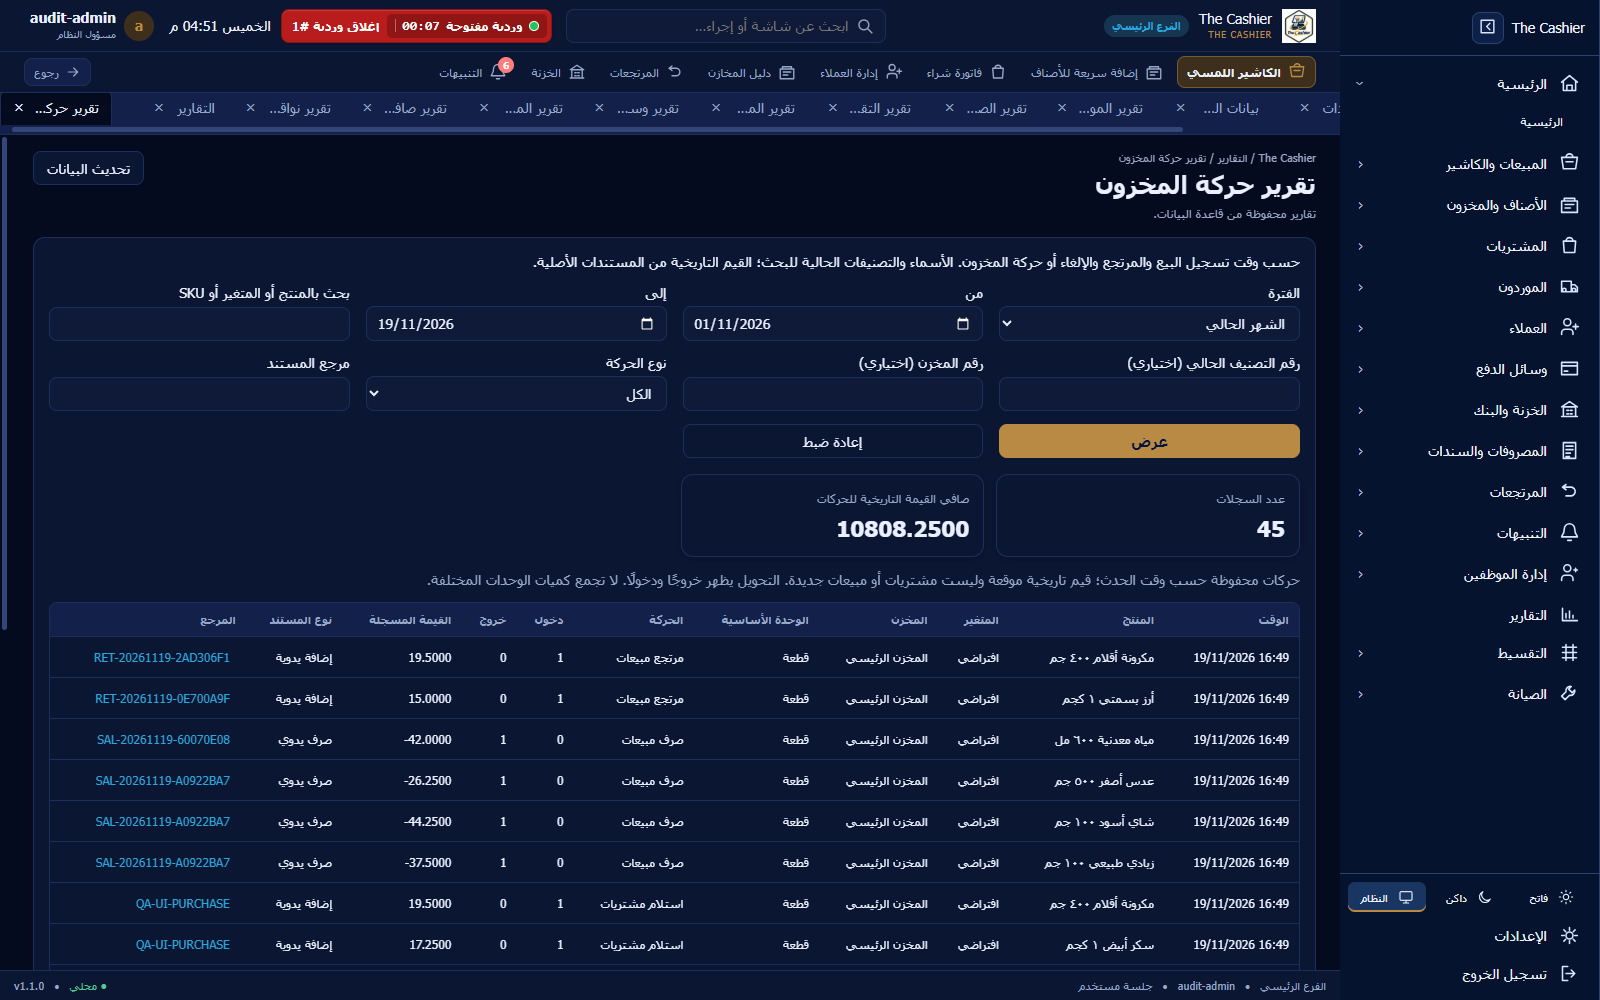 The Cashier
الرئيسية
الرئيسية
المبيعات والكاشير
الأصناف والمخزون
المشتريات
الموردون
العملاء
وسائل الدفع
الخزنة والبنك
المصروفات والسندات
المرتجعات
التنبيهات
إدارة الموظفين
التقارير
التقسيط
الصيانة
فاتح
داكن
النظام
الإعدادات
تسجيل الخروج
The Cashier
THE CASHIER
الفرع الرئيسي
ابحث عن شاشة أو إجراء...
وردية مفتوحة 00:07
إغلاق وردية #1
الخميس 04:51 م
a
audit-admin
مسؤول النظام
الكاشير اللمسي
إضافة سريعة للأصناف
فاتورة شراء
إدارة العملاء
دليل المخازن
المرتجعات
الخزنة
التنبيهات
6
رجوع
بيانات الـ...
تقرير المو...
تقرير الص...
تقرير التق...
تقرير المـ...
تقرير وسـ...
تقرير المـ...
تقرير صاف...
تقرير نواق...
التقارير
تقرير حرك...
The Cashier / التقارير / تقرير حركة المخزون
تقرير حركة المخزون
تقارير محفوظة من قاعدة البيانات.
تحديث البيانات
حسب وقت تسجيل البيع والمرتجع والإلغاء أو حركة المخزون. الأسماء والتصنيفات الحالية للبحث؛ القيم التاريخية من المستندات الأصلية.
الفترة
من
إلى
بحث بالمنتج أو المتغير أو SKU
الشهر الحالي
01/11/2026
19/11/2026
رقم التصنيف الحالي (اختياري)
رقم المخزن (اختياري)
نوع الحركة
مرجع المستند
الكل
عرض
إعادة ضبط
عدد السجلات
45
صافي القيمة التاريخية للحركات
10808.2500
حركات محفوظة حسب وقت الحدث؛ قيم تاريخية موقعة وليست مشتريات أو مبيعات جديدة. التحويل يظهر خروجًا ودخولًا. لا تجمع كميات الوحدات المختلفة.
الوقت المنتج المتغير المخزن الوحدة الأساسية الحركة دخول خروج القيمة المسجلة نوع المستند المرجع
19/11/2026 16:49 مكرونة أقلام ٤٠٠ جم افتراضي المخزن الرئيسي قطعة مرتجع مبيعات 1 0 19.5000 إضافة يدوية RET-20261119-2AD306F1
19/11/2026 16:49 أرز بسمتي ١ كجم افتراضي المخزن الرئيسي قطعة مرتجع مبيعات 1 0 15.0000 إضافة يدوية RET-20261119-0E700A9F
19/11/2026 16:49 مياه معدنية ٦٠٠ مل افتراضي المخزن الرئيسي قطعة صرف مبيعات 0 1 -42.0000 صرف يدوي SAL-20261119-60070E08
19/11/2026 16:49 عدس أصفر ٥٠٠ جم افتراضي المخزن الرئيسي قطعة صرف مبيعات 0 1 -26.2500 صرف يدوي SAL-20261119-A0922BA7
19/11/2026 16:49 شاي أسود ١٠٠ جم افتراضي المخزن الرئيسي قطعة صرف مبيعات 0 1 -44.2500 صرف يدوي SAL-20261119-A0922BA7
19/11/2026 16:49 زبادي طبيعي ١٠٠ جم افتراضي المخزن الرئيسي قطعة صرف مبيعات 0 1 -37.5000 صرف يدوي SAL-20261119-A0922BA7
19/11/2026 16:49 مكرونة أقلام ٤٠٠ جم افتراضي المخزن الرئيسي قطعة استلام مشتريات 1 0 19.5000 إضافة يدوية QA-UI-PURCHASE
19/11/2026 16:49 سكر أبيض ١ كجم افتراضي المخزن الرئيسي قطعة استلام مشتريات 1 0 17.2500 إضافة يدوية QA-UI-PURCHASE
الفرع الرئيسي • audit-admin • جلسة مستخدم
محلي • v1.1.0